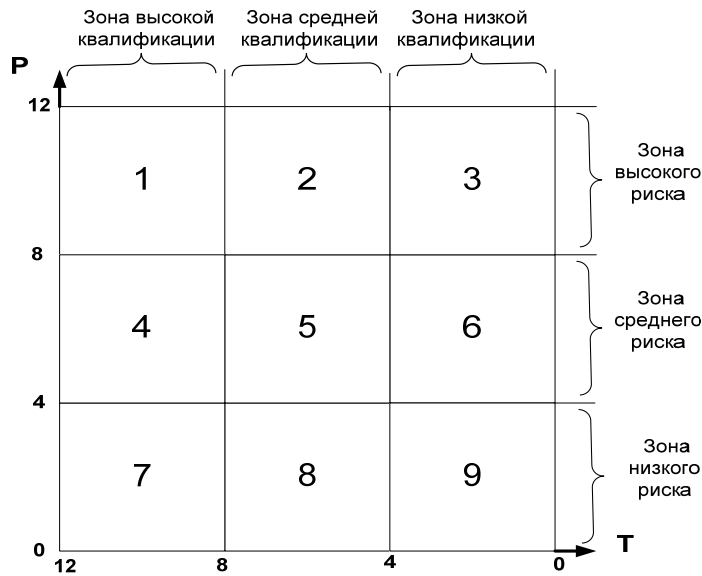 Зона высокой
квалификации
Зона средней
квалификации
Зона низкой
квалификации
P
12
1
2
3
Зона
высокого
риска
8
4
5
6
Зона
среднего
риска
4
7
8
9
Зона
низкого
риска
0
12
8
4
0
T